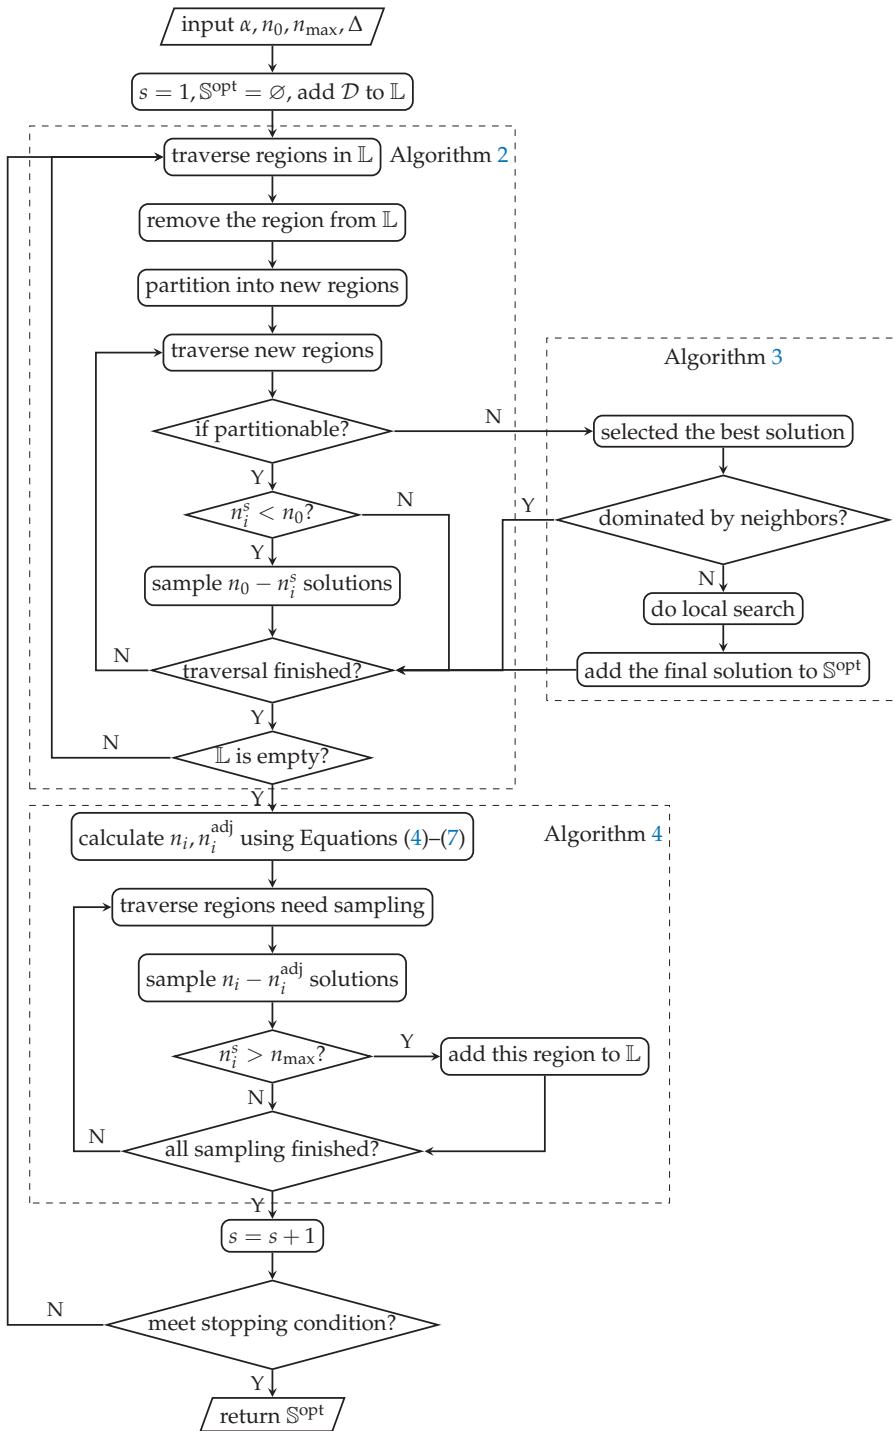 input α, n₀, n_max, Δ
s = 1, 𝕊^opt = ∅, add 𝒟 to 𝕃
traverse regions in 𝕃
Algorithm 2
remove the region from 𝕃
partition into new regions
traverse new regions
Algorithm 3
if partitionable?
N
selected the best solution
Y
n_i^s < n₀?
N
Y
dominated by neighbors?
Y
sample n₀ − n_i^s solutions
N
do local search
N
traversal finished?
add the final solution to 𝕊^opt
Y
N
𝕃 is empty?
Y
calculate n_i, n_i^adj using Equations (4)–(7)
Algorithm 4
traverse regions need sampling
sample n_i − n_i^adj solutions
n_i^s > n_max?
Y
add this region to 𝕃
N
N
all sampling finished?
Y
s = s + 1
N
meet stopping condition?
Y
return 𝕊^opt